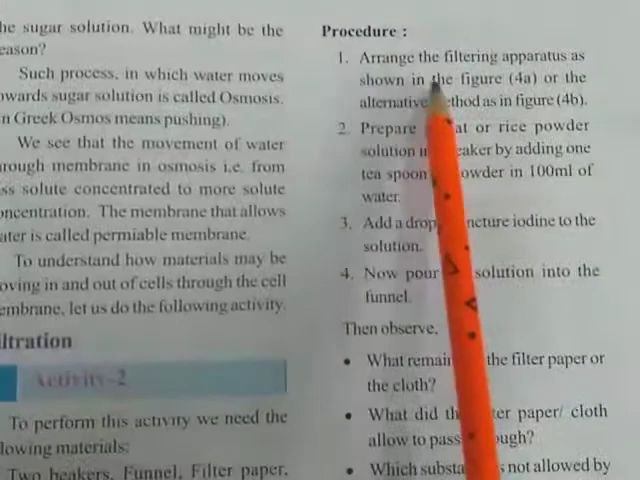 he sugar solution. What might be the
eason?
Such process, in which water moves
owards sugar solution is called Osmosis.
n Greek Osmos means pushing).
We see that the movement of water
rough membrane in osmosis i.e. from
ss solute concentrated to more solute
oncentration. The membrane that allows
ater is called permiable membrane.
To understand how materials may be
oving in and out of cells through the cell
embrane, let us do the following activity.
ltration
Activity-2
To perform this activity we need the
lowing materials:
Two beakers, Funnel, Filter paper,
Procedure :
1. Arrange the filtering apparatus as
shown in the figure (4a) or the
alternative thod as in figure (4b).
2. Prepare at or rice powder
solution eaker by adding one
tea spoon owder in 100ml of
water.
3. Add a drop ncture iodine to the
solution.
4. Now pour solution into the
funnel.
Then observe,
• What remai the filter paper or
the cloth?
• What did th ter paper/ cloth
allow to pass ough?
• Which substa s not allowed by